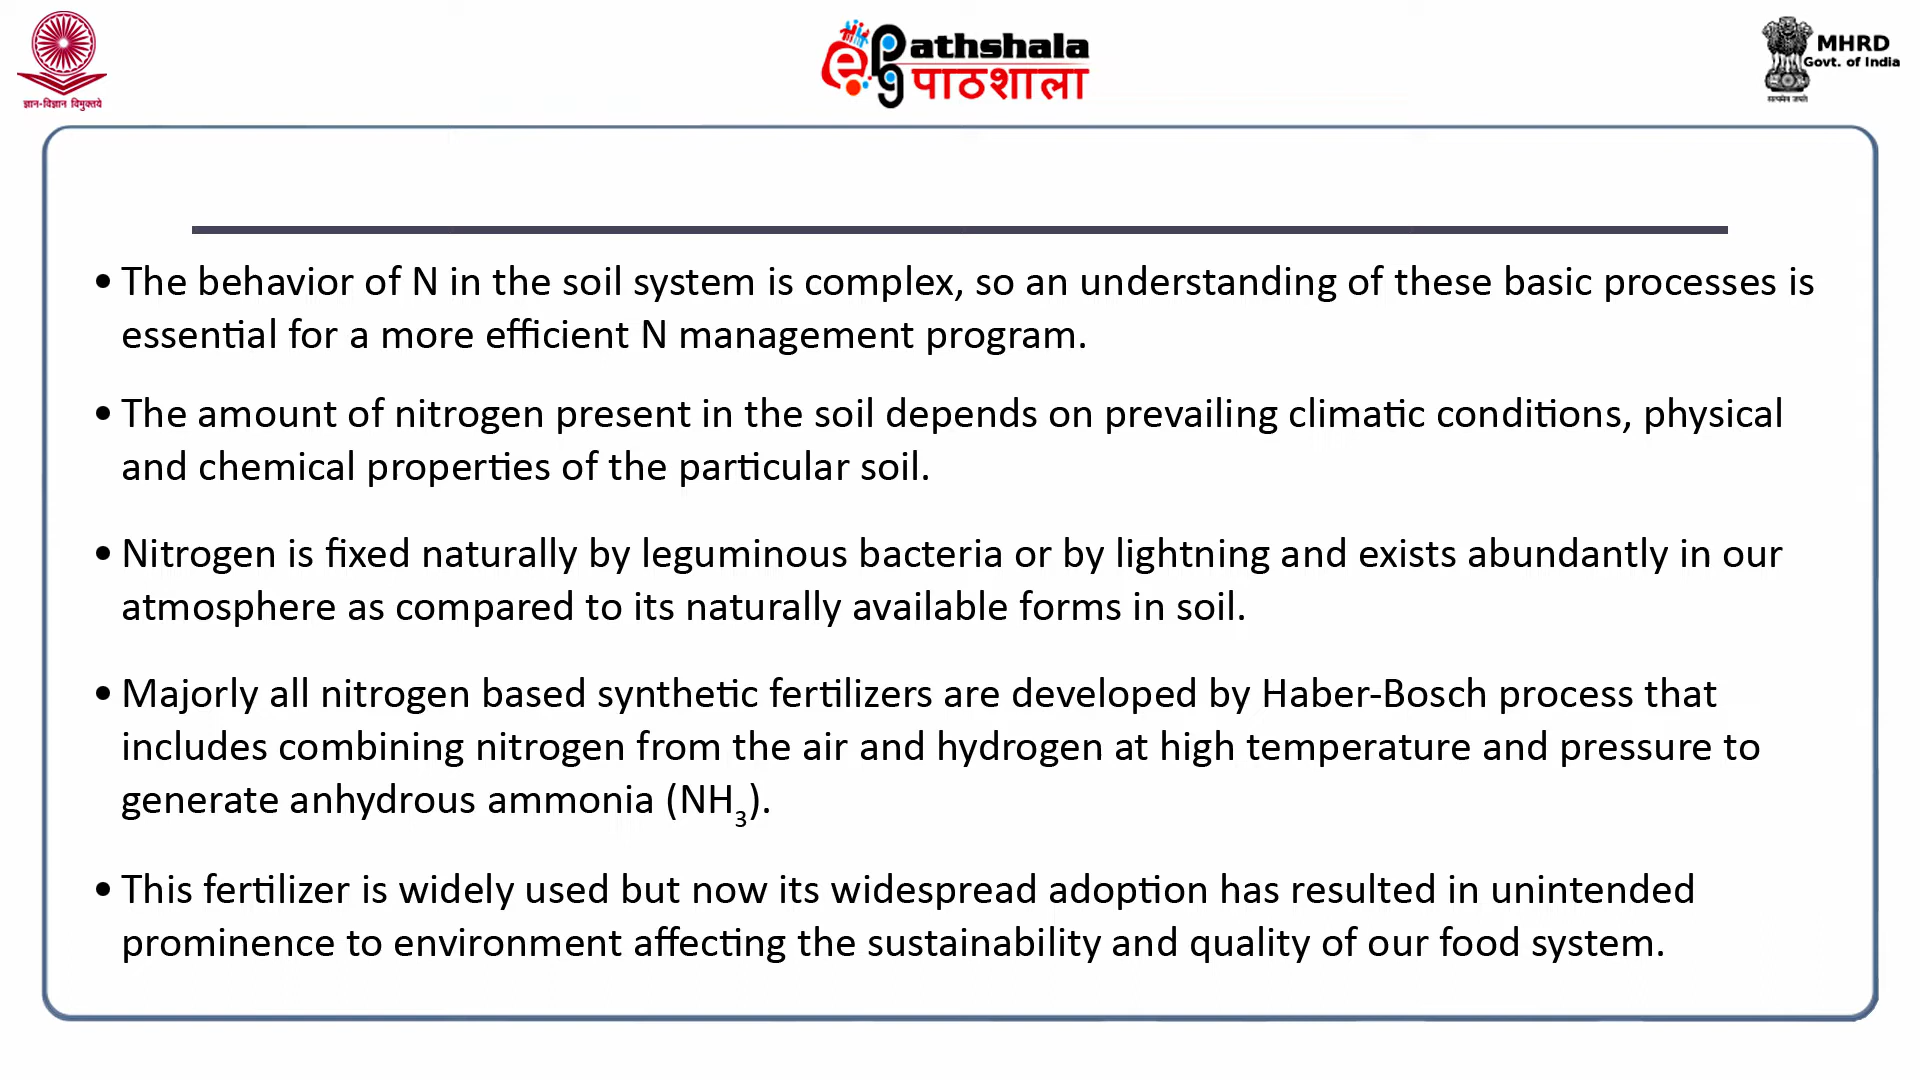 ज्ञान-विज्ञान विमुक्तये
ePG Pathshala
पाठशाला
MHRD
Govt. of India
सत्यमेव जयते
• The behavior of N in the soil system is complex, so an understanding of these basic processes is
essential for a more efficient N management program.
• The amount of nitrogen present in the soil depends on prevailing climatic conditions, physical
and chemical properties of the particular soil.
• Nitrogen is fixed naturally by leguminous bacteria or by lightning and exists abundantly in our
atmosphere as compared to its naturally available forms in soil.
• Majorly all nitrogen based synthetic fertilizers are developed by Haber-Bosch process that
includes combining nitrogen from the air and hydrogen at high temperature and pressure to
generate anhydrous ammonia (NH₃).
• This fertilizer is widely used but now its widespread adoption has resulted in unintended
prominence to environment affecting the sustainability and quality of our food system.